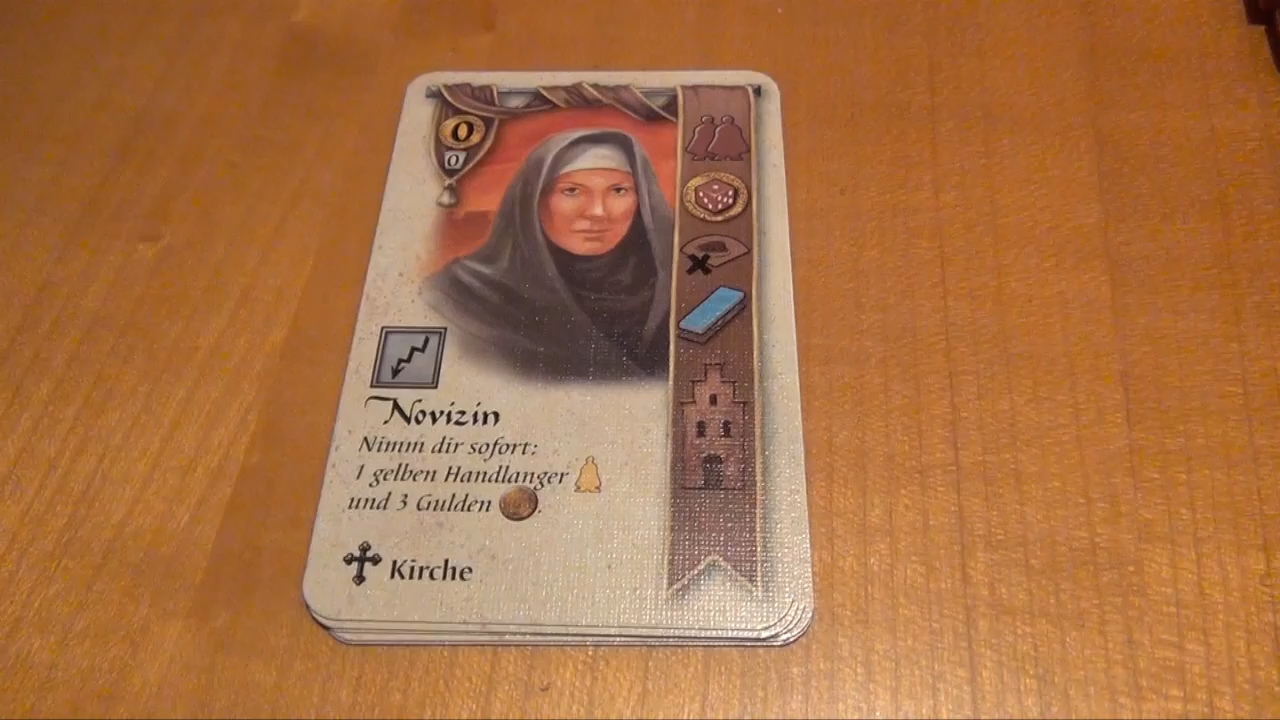 0
0
Novizin
Nimm dir sofort:
1 gelben Handlanger
und 3 Gulden .
Kirche